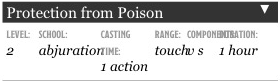 Protection from Poison
LEVEL: SCHOOL: CASTING TIME: RANGE: COMPONENTS: DURATION:
2 abjuration 1 action touch v s 1 hour